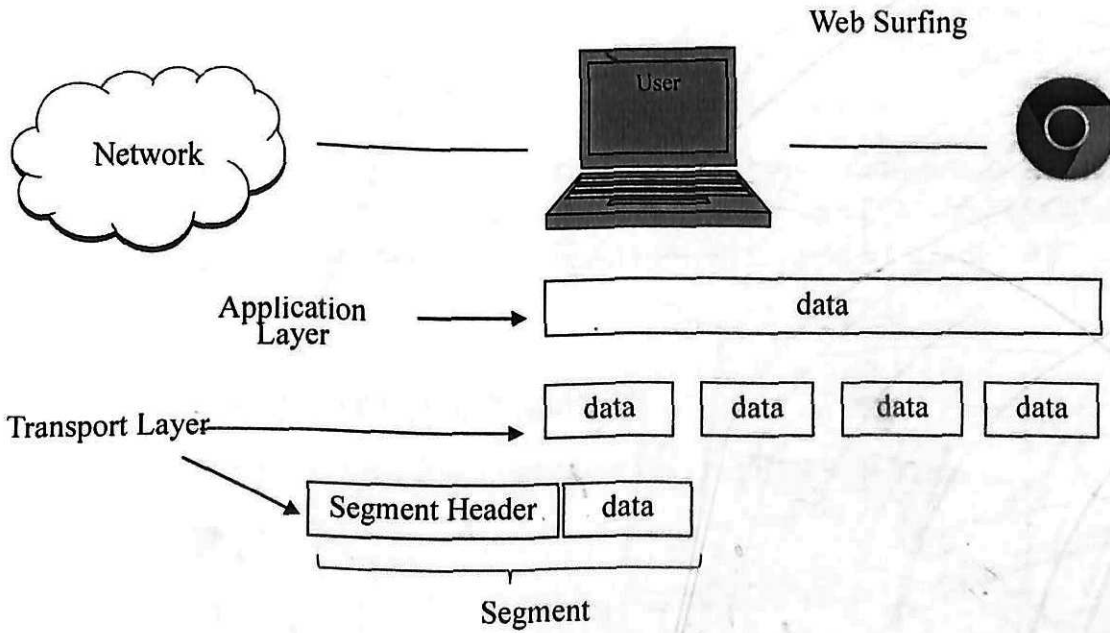 Web Surfing
User
Network
Application
Layer
data
Transport Layer
data data data data
Segment Header data
Segment